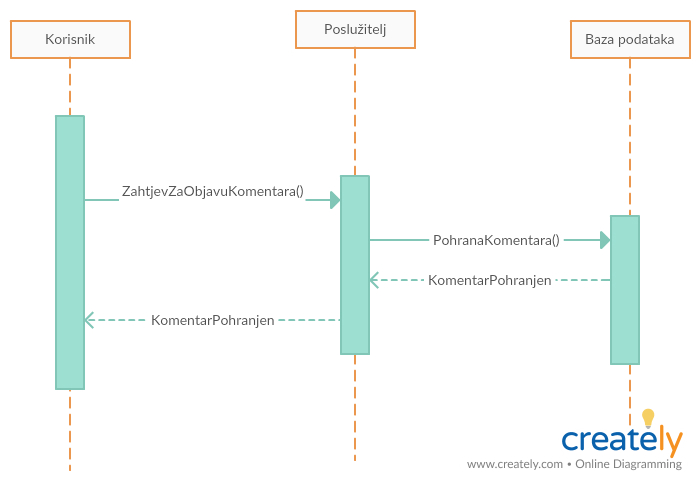 Korisnik
Poslužitelj
Baza podataka
ZahtjevZaObjavuKomentara()
PohranaKomentara()
KomentarPohranjen
KomentarPohranjen
creately
www.creately.com • Online Diagramming